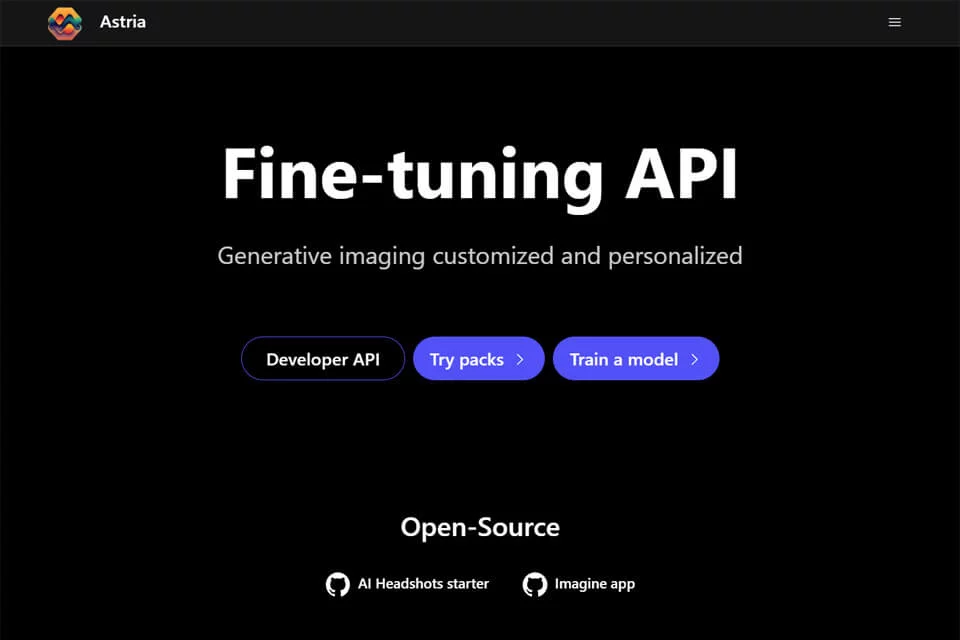 Astria
Fine-tuning API
Generative imaging customized and personalized
Developer API
Try packs
Train a model
Open-Source
AI Headshots starter
Imagine app